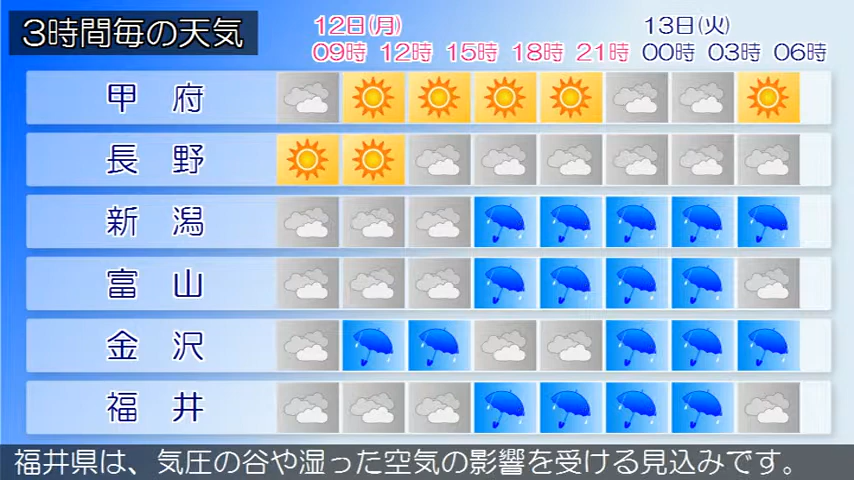 3時間毎の天気
12日(月) 13日(火)
09時 12時 15時 18時 21時 00時 03時 06時
甲府
長野
新潟
富山
金沢
福井
福井県は、気圧の谷や湿った空気の影響を受ける見込みです。